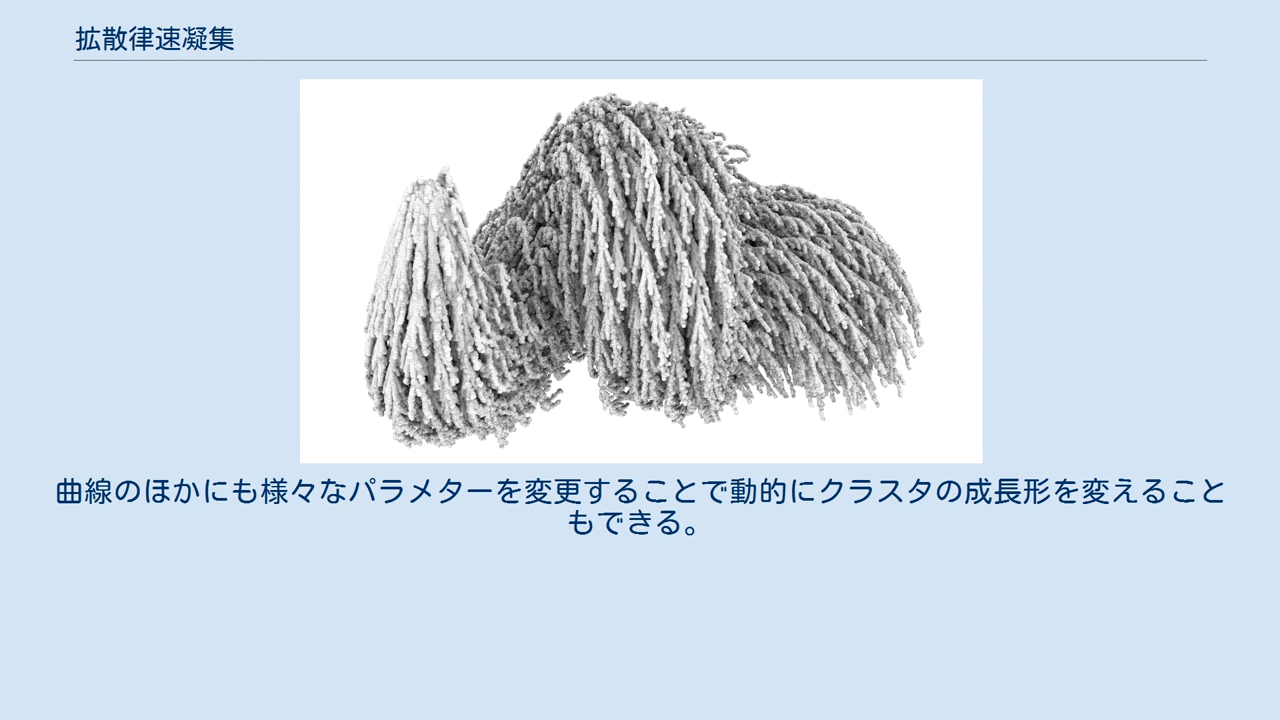 拡散律速凝集
曲線のほかにも様々なパラメターを変更することで動的にクラスタの成長形を変えること
もできる。